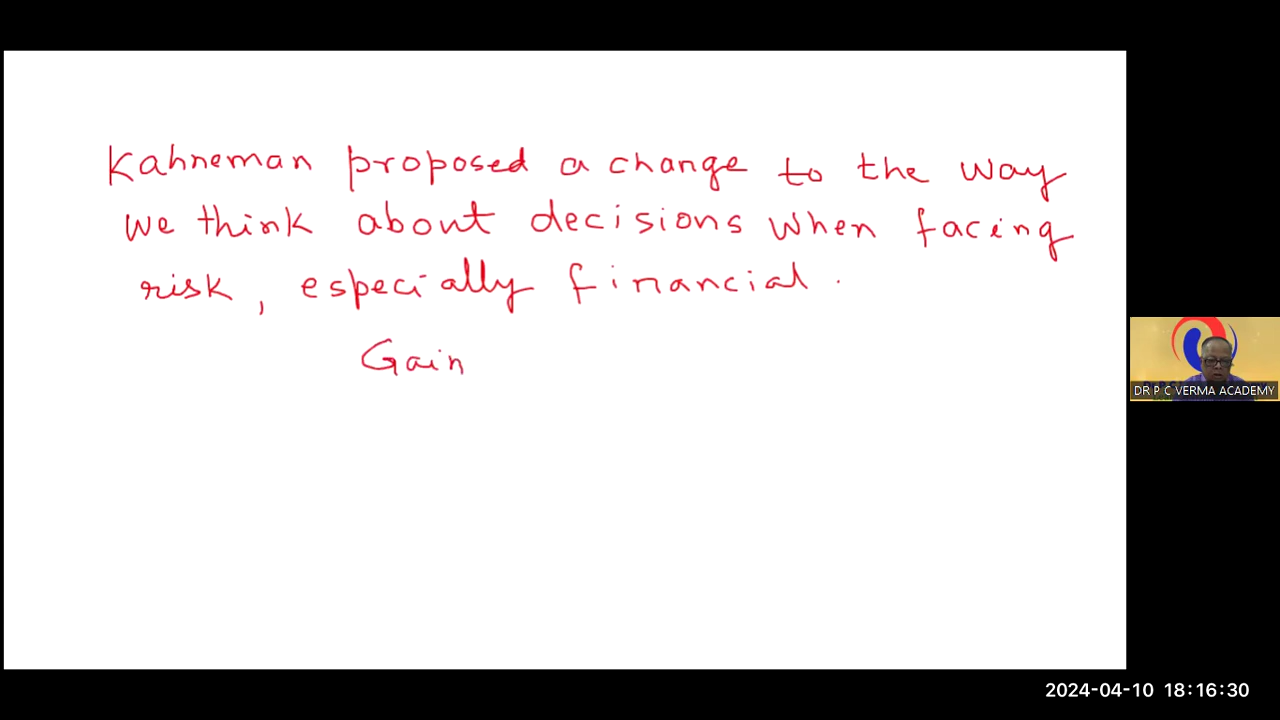 Kahneman proposed a change to the way
we think about decisions when facing
risk, especially financial.
Gain
DR P C VERMA ACADEMY
2024-04-10 18:16:30